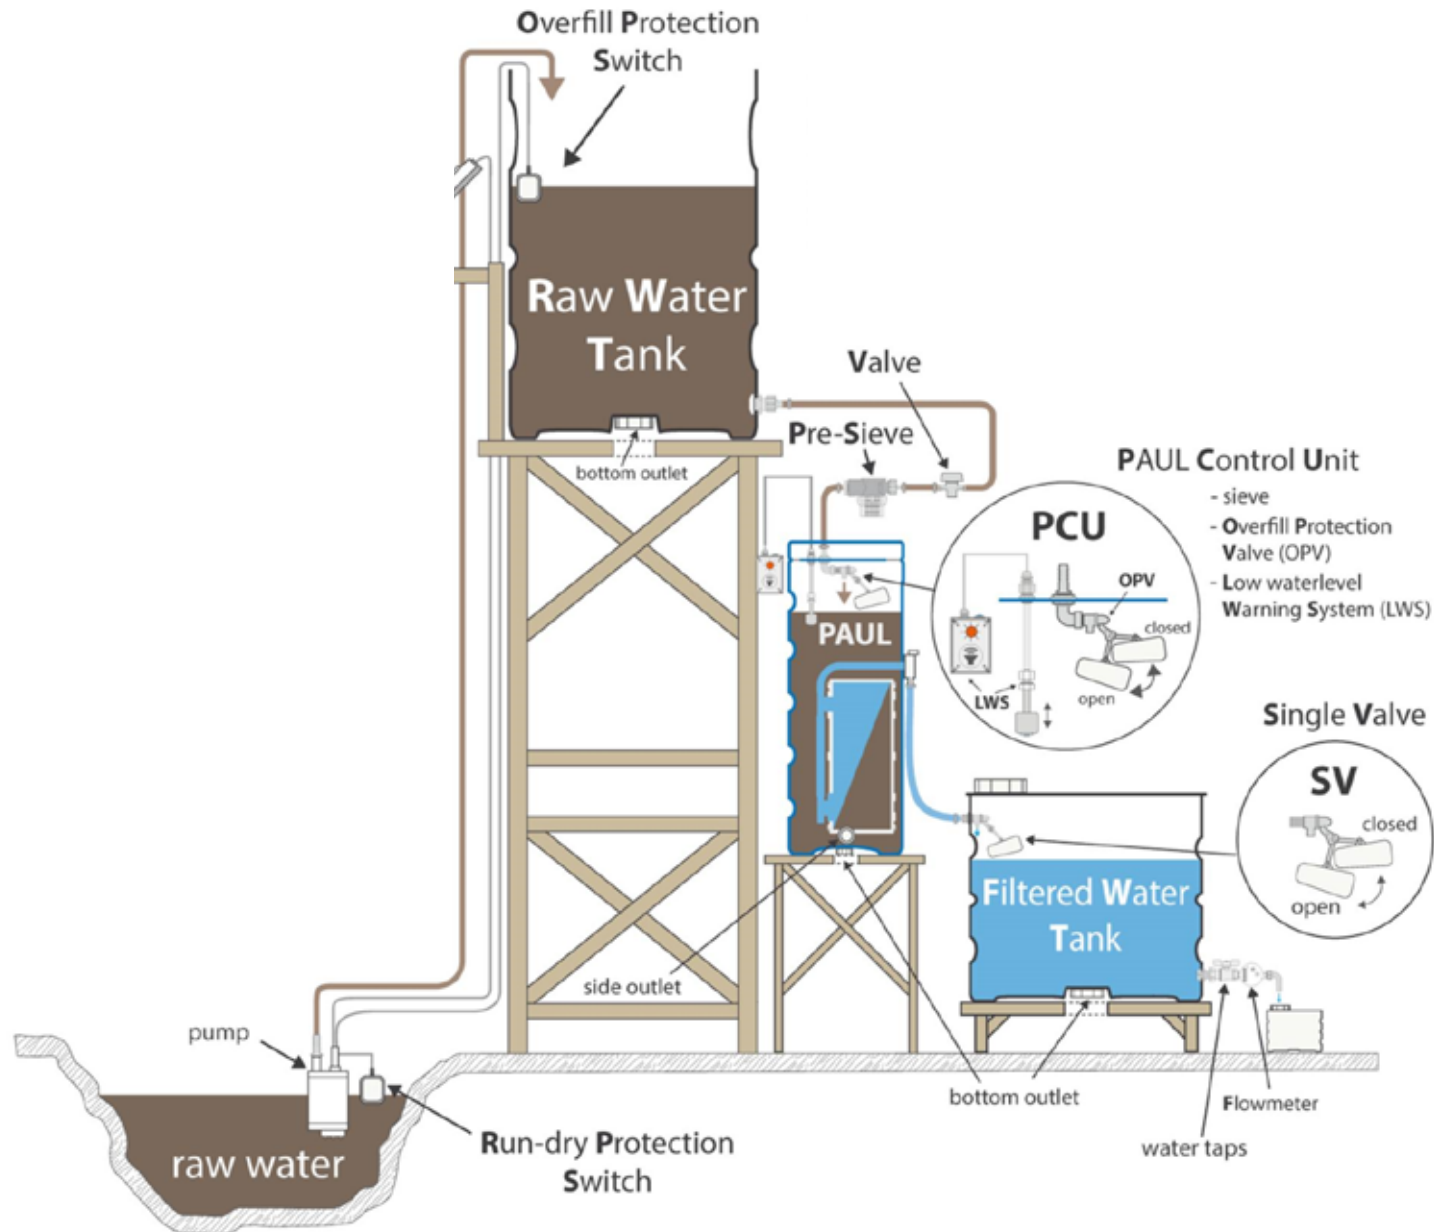 Overfill Protection
Switch
Raw Water
Tank
bottom outlet
Valve
Pre-Sieve
PAUL Control Unit
- sieve
- Overfill Protection
Valve (OPV)
- Low waterlevel
Warning System (LWS)
PCU
OPV
closed
open
LWS
PAUL
Single Valve
SV
closed
open
Filtered Water
Tank
side outlet
pump
raw water
Run-dry Protection
Switch
bottom outlet
Flowmeter
water taps